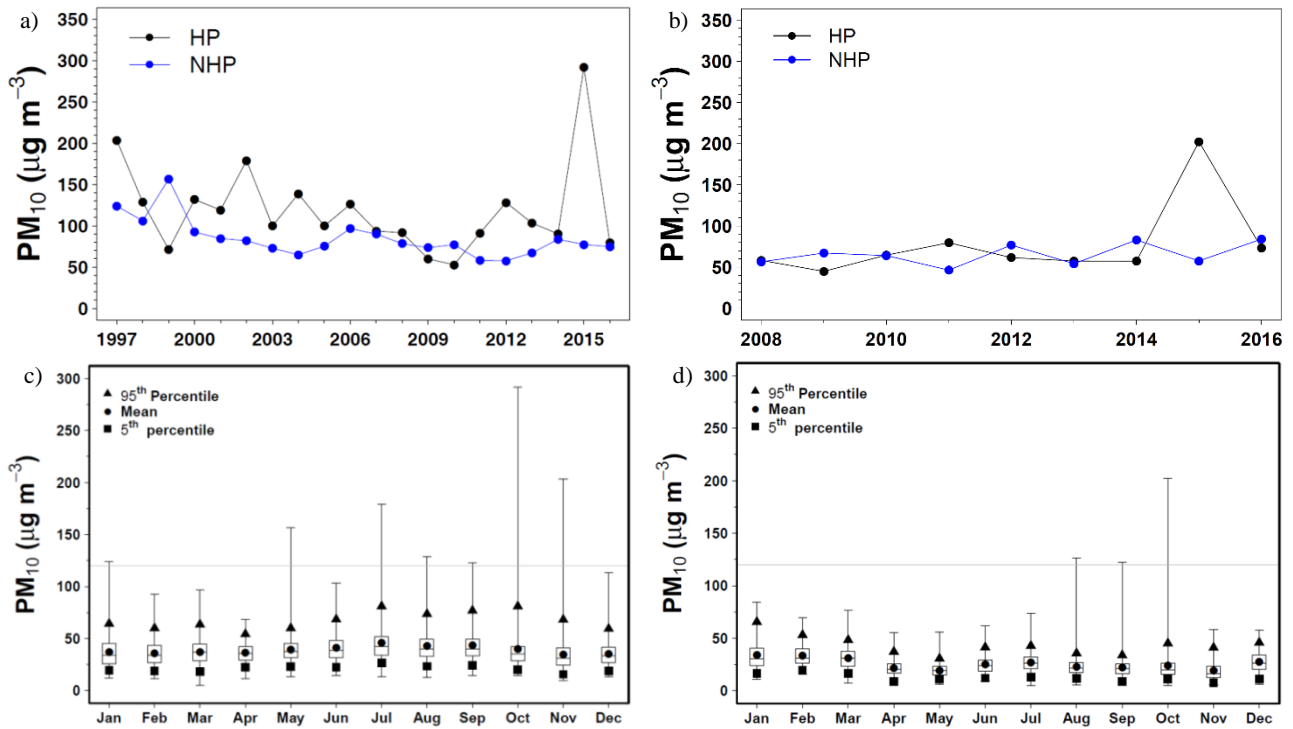 a)
350
300
250
200
150
100
50
0
PM₁₀ (μg m⁻³)
HP
NHP
1997 2000 2003 2006 2009 2012 2015
b)
350
300
250
200
150
100
50
0
PM₁₀ (μg m⁻³)
HP
NHP
2008 2010 2012 2014 2016
c)
300
250
200
150
100
50
0
PM₁₀ (μg m⁻³)
95th Percentile
Mean
5th percentile
Jan Feb Mar Apr May Jun Jul Aug Sep Oct Nov Dec
d)
300
250
200
150
100
50
0
PM₁₀ (μg m⁻³)
95th Percentile
Mean
5th percentile
Jan Feb Mar Apr May Jun Jul Aug Sep Oct Nov Dec